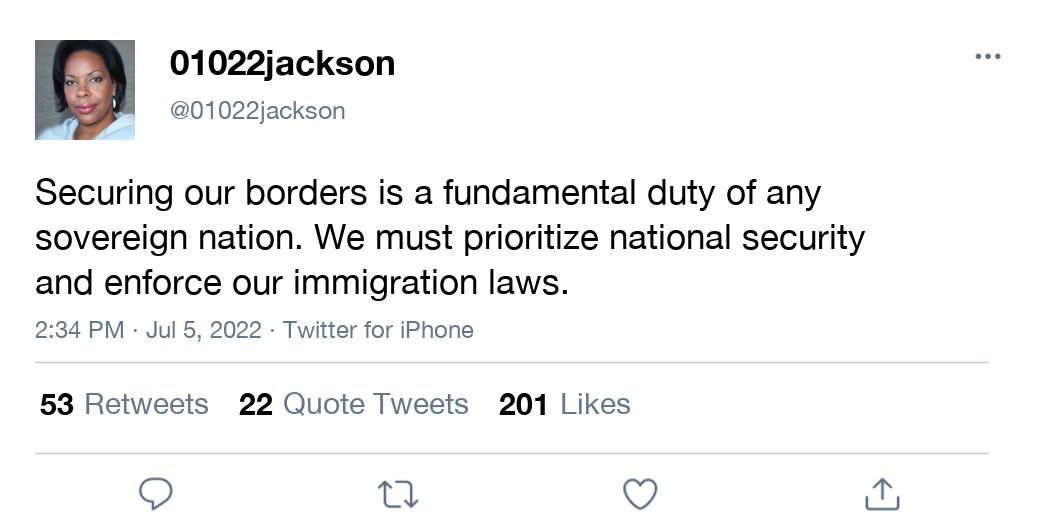 01022jackson
@01022jackson
Securing our borders is a fundamental duty of any
sovereign nation. We must prioritize national security
and enforce our immigration laws.
2:34 PM · Jul 5, 2022 · Twitter for iPhone
53 Retweets 22 Quote Tweets 201 Likes